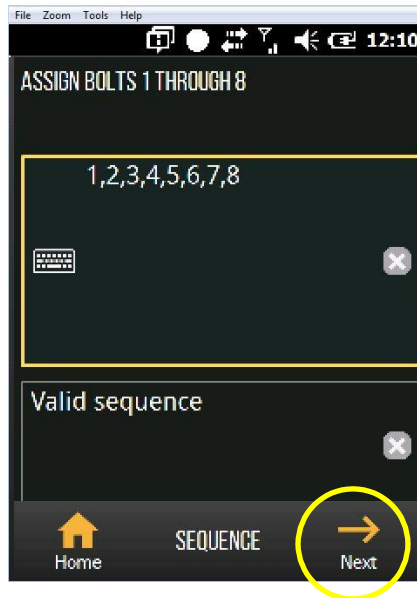 File Zoom Tools Help
12:10
ASSIGN BOLTS 1 THROUGH 8
1,2,3,4,5,6,7,8
Valid sequence
Home SEQUENCE Next